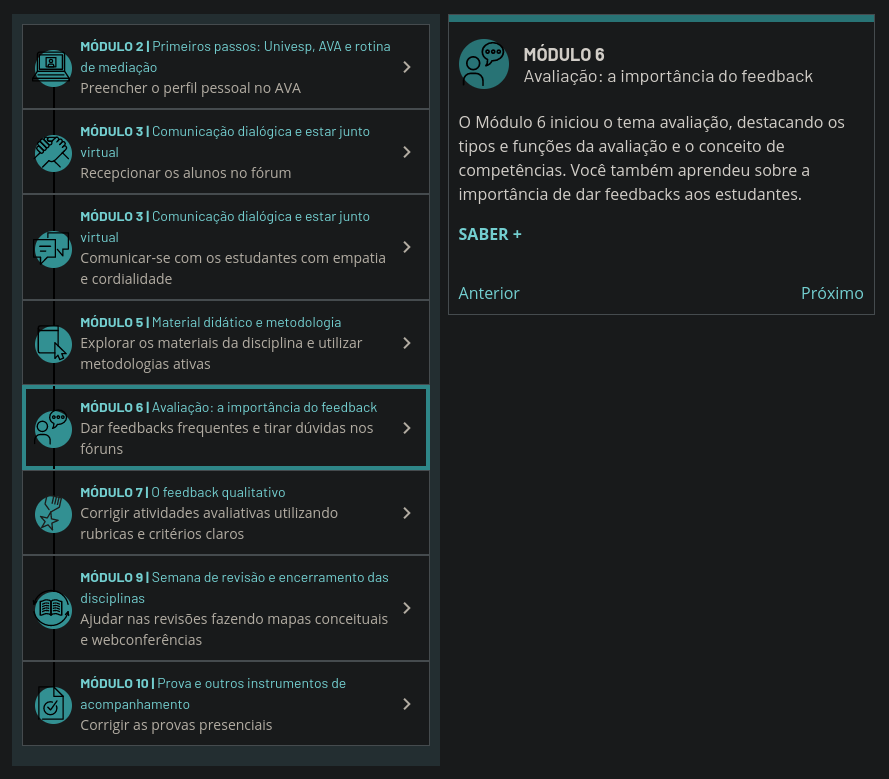 MÓDULO 2 | Primeiros passos: Univesp, AVA e rotina
de mediação
Preencher o perfil pessoal no AVA
MÓDULO 3 | Comunicação dialógica e estar junto
virtual
Recepcionar os alunos no fórum
MÓDULO 3 | Comunicação dialógica e estar junto
virtual
Comunicar-se com os estudantes com empatia
e cordialidade
MÓDULO 5 | Material didático e metodologia
Explorar os materiais da disciplina e utilizar
metodologias ativas
MÓDULO 6 | Avaliação: a importância do feedback
Dar feedbacks frequentes e tirar dúvidas nos
fóruns
MÓDULO 7 | O feedback qualitativo
Corrigir atividades avaliativas utilizando
rubricas e critérios claros
MÓDULO 9 | Semana de revisão e encerramento das
disciplinas
Ajudar nas revisões fazendo mapas conceituais
e webconferências
MÓDULO 10 | Prova e outros instrumentos de
acompanhamento
Corrigir as provas presenciais
MÓDULO 6
Avaliação: a importância do feedback
O Módulo 6 iniciou o tema avaliação, destacando os
tipos e funções da avaliação e o conceito de
competências. Você também aprendeu sobre a
importância de dar feedbacks aos estudantes.
SABER +
Anterior
Próximo